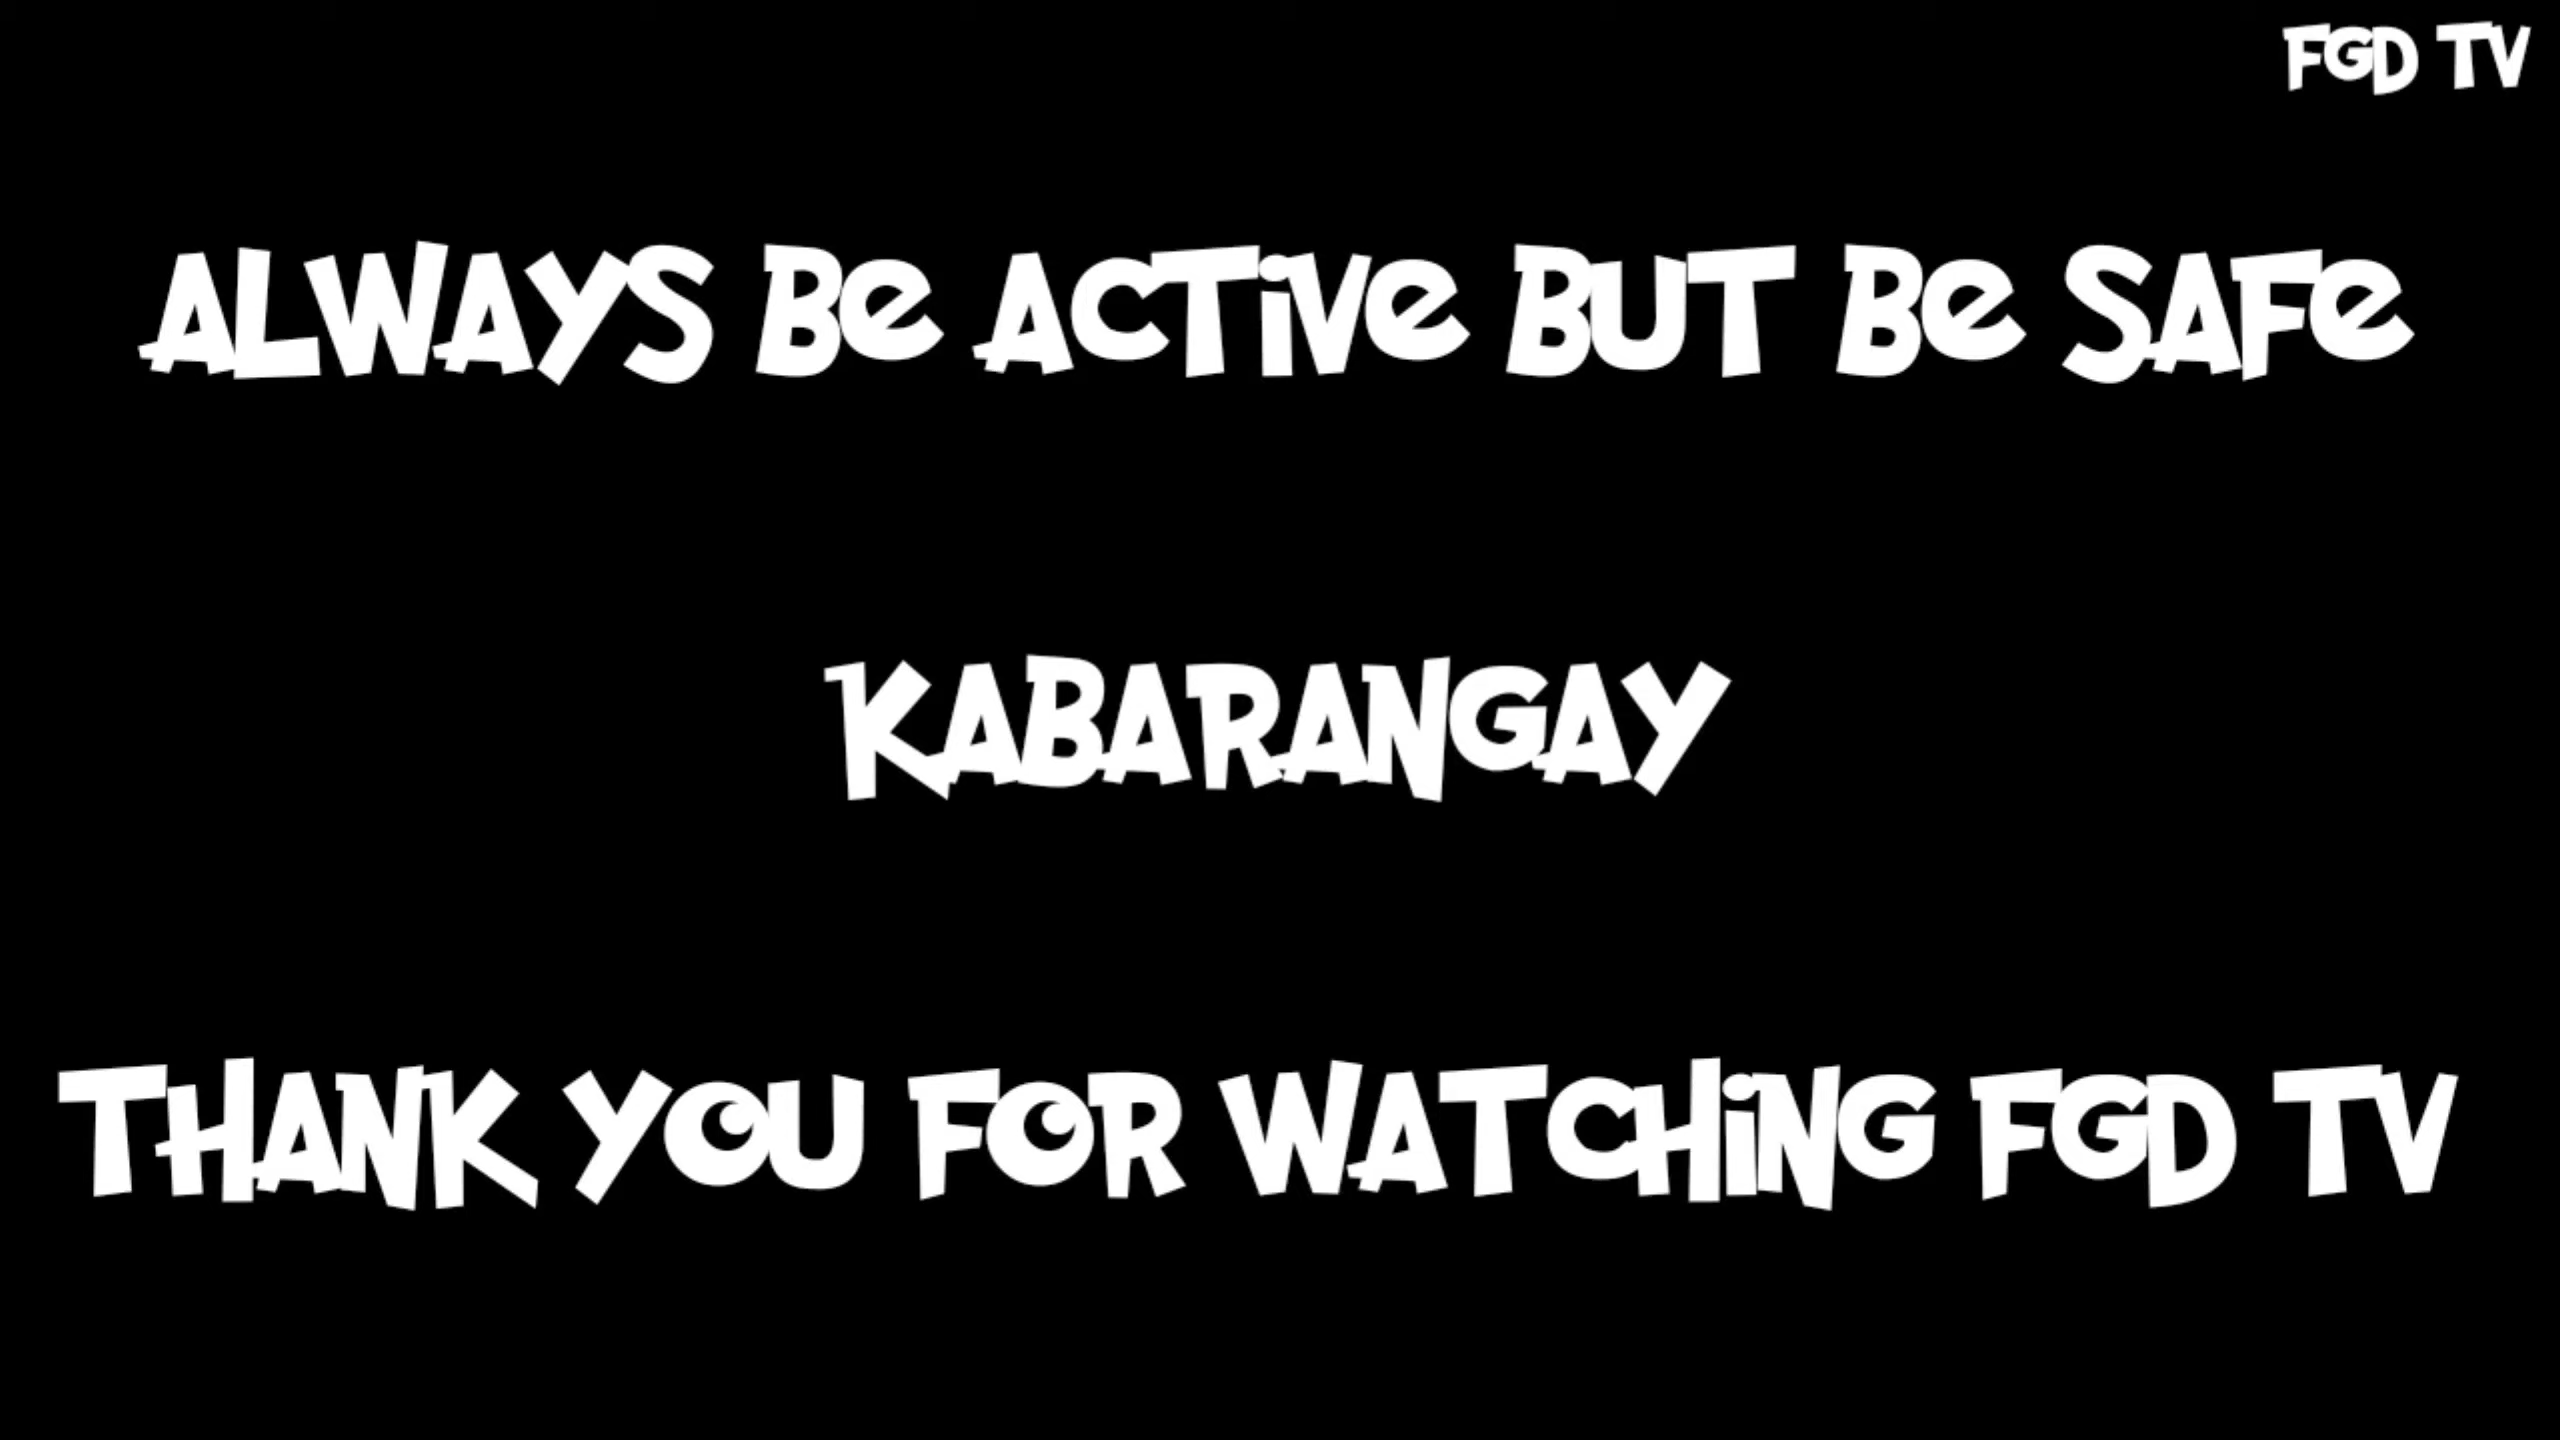 FGD TV
ALWAYS Be ACTiVe BUT Be SAFe
KABARANGAY
THANK YOU FOR WATCHiNG FGD TV